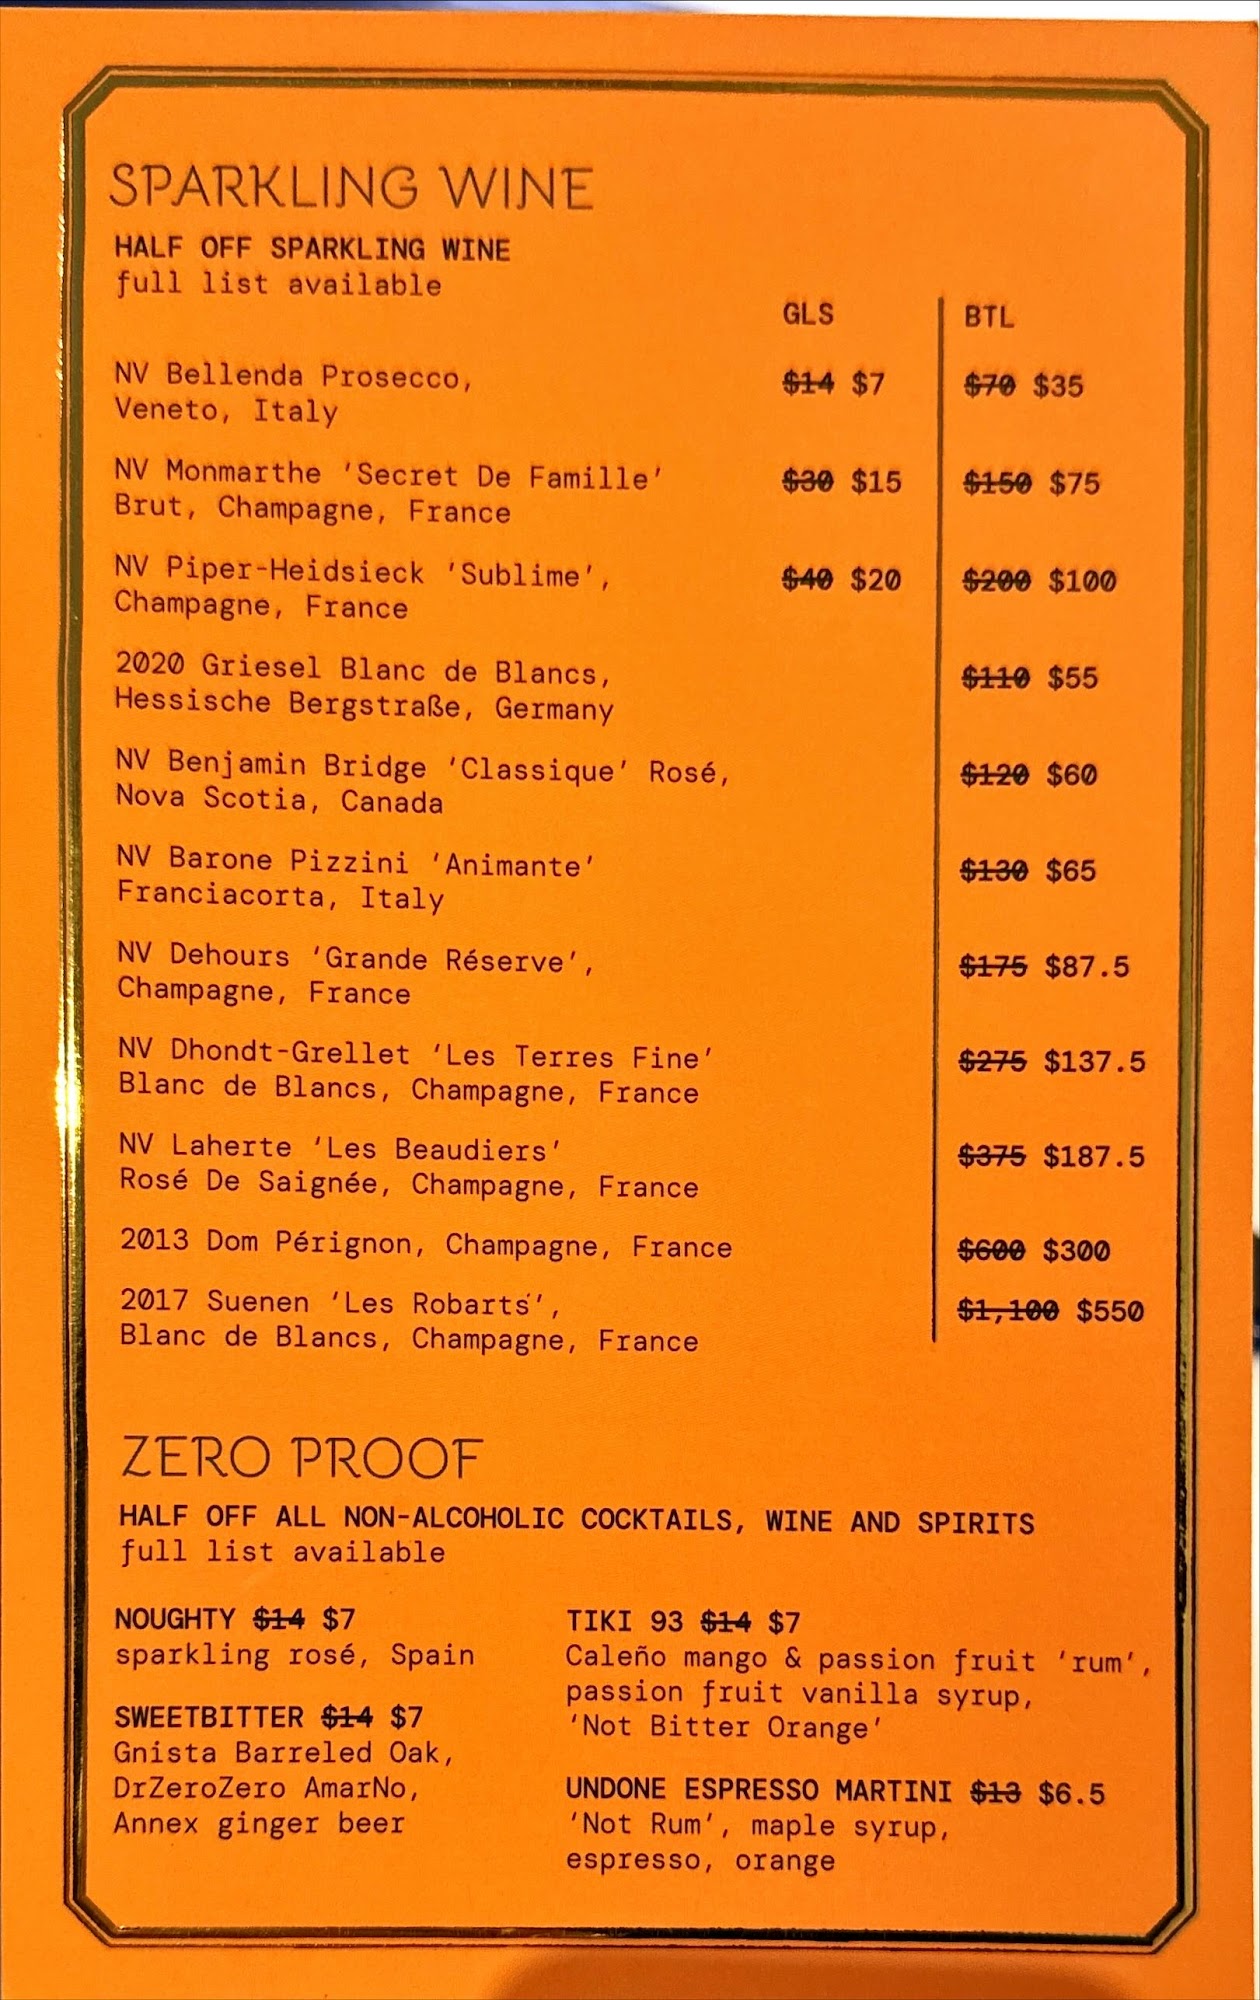 SPARKLING WINE
HALF OFF SPARKLING WINE
full list available
GLS BTL
NV Bellenda Prosecco, $14 $7 $70 $35
Veneto, Italy
NV Monmarthe ‘Secret De Famille’ $30 $15 $150 $75
Brut, Champagne, France
NV Piper-Heidsieck ‘Sublime’, $40 $20 $200 $100
Champagne, France
2020 Griesel Blanc de Blancs, $110 $55
Hessische Bergstraße, Germany
NV Benjamin Bridge ‘Classique’ Rosé, $120 $60
Nova Scotia, Canada
NV Barone Pizzini ‘Animante’ $130 $65
Franciacorta, Italy
NV Dehours ‘Grande Réserve’, $175 $87.5
Champagne, France
NV Dhondt-Grellet ‘Les Terres Fine’ $275 $137.5
Blanc de Blancs, Champagne, France
NV Laherte ‘Les Beaudiers’ $375 $187.5
Rosé De Saignée, Champagne, France
2013 Dom Pérignon, Champagne, France $600 $300
2017 Suenen ‘Les Robarts’, $1,100 $550
Blanc de Blancs, Champagne, France
ZERO PROOF
HALF OFF ALL NON-ALCOHOLIC COCKTAILS, WINE AND SPIRITS
full list available
NOUGHTY $14 $7
sparkling rosé, Spain
SWEETBITTER $14 $7
Gnista Barreled Oak,
DrZeroZero AmarNo,
Annex ginger beer
TIKI 93 $14 $7
Caleño mango & passion fruit ‘rum’,
passion fruit vanilla syrup,
‘Not Bitter Orange’
UNDONE ESPRESSO MARTINI $13 $6.5
‘Not Rum’, maple syrup,
espresso, orange